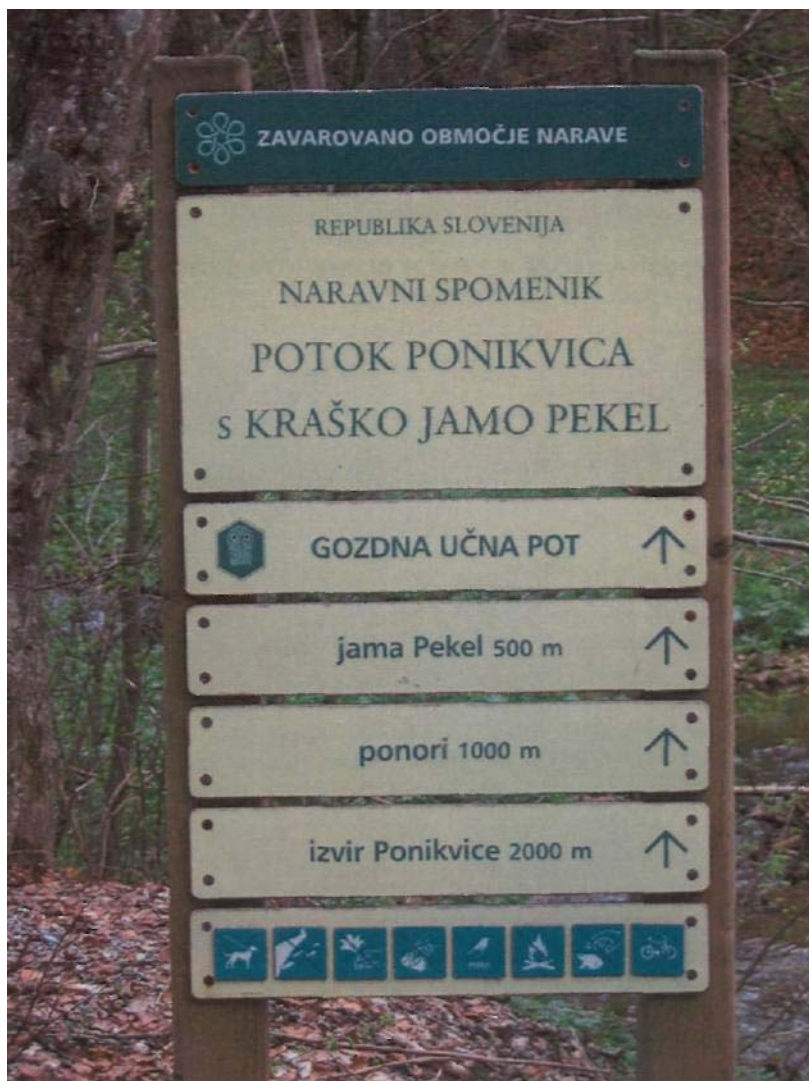 ZAVAROVANO OBMOČJE NARAVE
REPUBLIKA SLOVENIJA
NARAVNI SPOMENIK
POTOK PONIKVICA
s KRAŠKO JAMO PEKEL
GOZDNA UČNA POT
jama Pekel 500 m
ponori 1000 m
izvir Ponikvice 2000 m